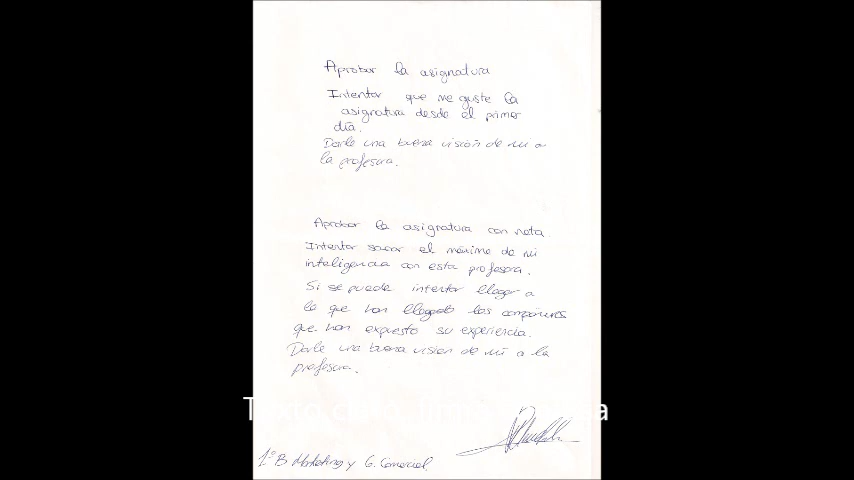 Aprobar la asignatura
Intentar que me guste la
asignatura desde el primer
día.
Darle una buena visión de mi a
la profesora.
Aprobar la asignatura con nota.
Intentar sacar el máximo de mi
inteligencia con esta profesora.
Si se puede intentar llegar a
lo que han llegado los compañeros
que han expuesto su experiencia.
Darle una buena vision de mi a la
profesora.
1º B Marketing y G. Comercial.